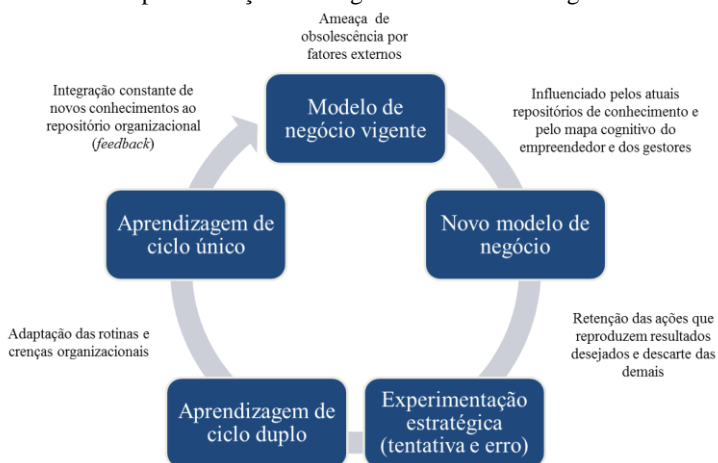 Ameaça de
obsolescência por
fatores externos
Modelo de
negócio vigente
Influenciado pelos atuais
repositórios de conhecimento e
pelo mapa cognitivo do
empreendedor e dos gestores
Novo modelo de
negócio
Retenção das ações que
reproduzem resultados
desejados e descarte das
demais
Experimentação
estratégica
(tentativa e erro)
Aprendizagem de
ciclo duplo
Adaptação das rotinas e
crenças organizacionais
Aprendizagem de
ciclo único
Integração constante de
novos conhecimentos ao
repositório organizacional
(feedback)